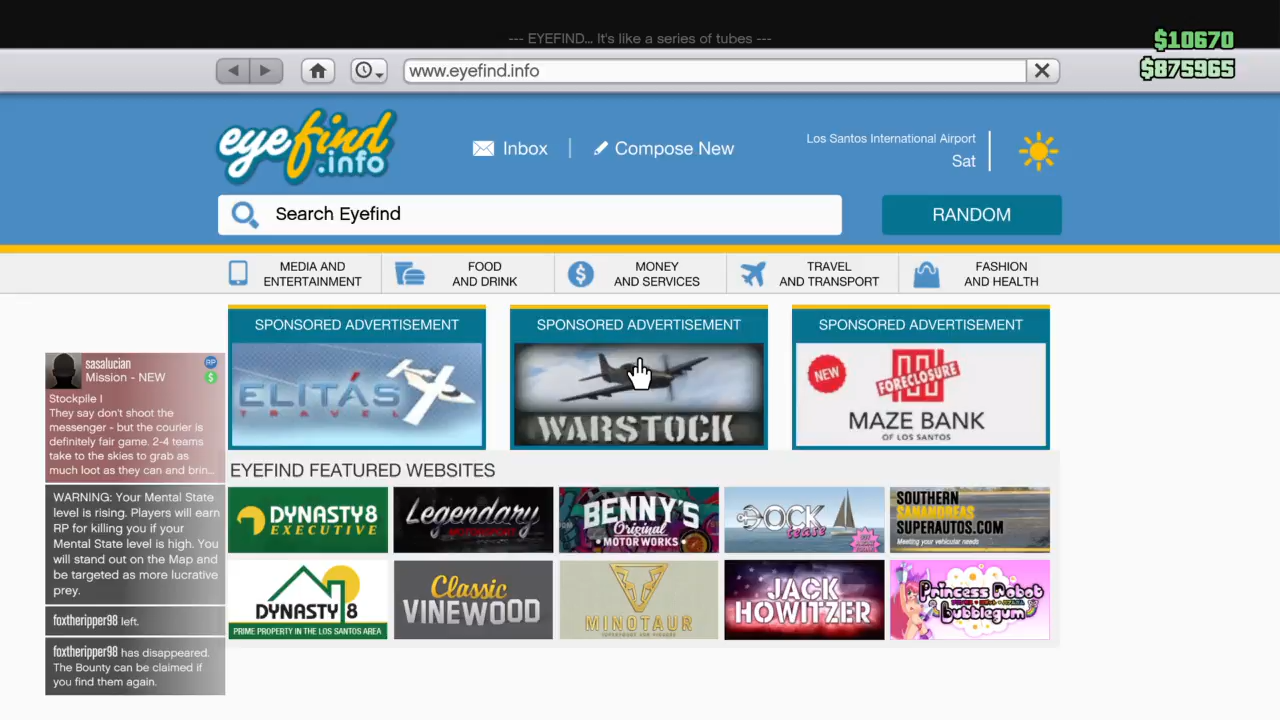 --- EYEFIND... It's like a series of tubes ---
$10670
$875965
www.eyefind.info
eyefind
.info
Inbox
Compose New
Los Santos International Airport
Sat
Search Eyefind
RANDOM
MEDIA AND
ENTERTAINMENT
FOOD
AND DRINK
MONEY
AND SERVICES
TRAVEL
AND TRANSPORT
FASHION
AND HEALTH
SPONSORED ADVERTISEMENT
ELITÁS
TRAVEL
SPONSORED ADVERTISEMENT
WARSTOCK
SPONSORED ADVERTISEMENT
NEW
FORECLOSURE
MAZE BANK
OF LOS SANTOS
sasalucian
RP
Mission - NEW
$
Stockpile I
They say don't shoot the
messenger - but the courier is
definitely fair game. 2-4 teams
take to the skies to grab as
much loot as they can and brin...
WARNING: Your Mental State
level is rising. Players will earn
RP for killing you if your
Mental State level is high. You
will stand out on the Map and
be targeted as more lucrative
prey.
foxtheripper98 left.
foxtheripper98 has disappeared.
The Bounty can be claimed if
you find them again.
EYEFIND FEATURED WEBSITES
DYNASTY 8
EXECUTIVE
Legendary
MOTORSPORT
BENNY'S
Original
MOTOR WORKS
DOCK
tease
SOUTHERN
SAN ANDREAS
SUPERAUTOS.COM
Meeting your vehicular needs
DYNASTY 8
PRIME PROPERTY IN THE LOS SANTOS AREA
Classic
VINEWOOD
MINOTAUR
JACK
HOWITZER
Princess Robot
Bubblegum